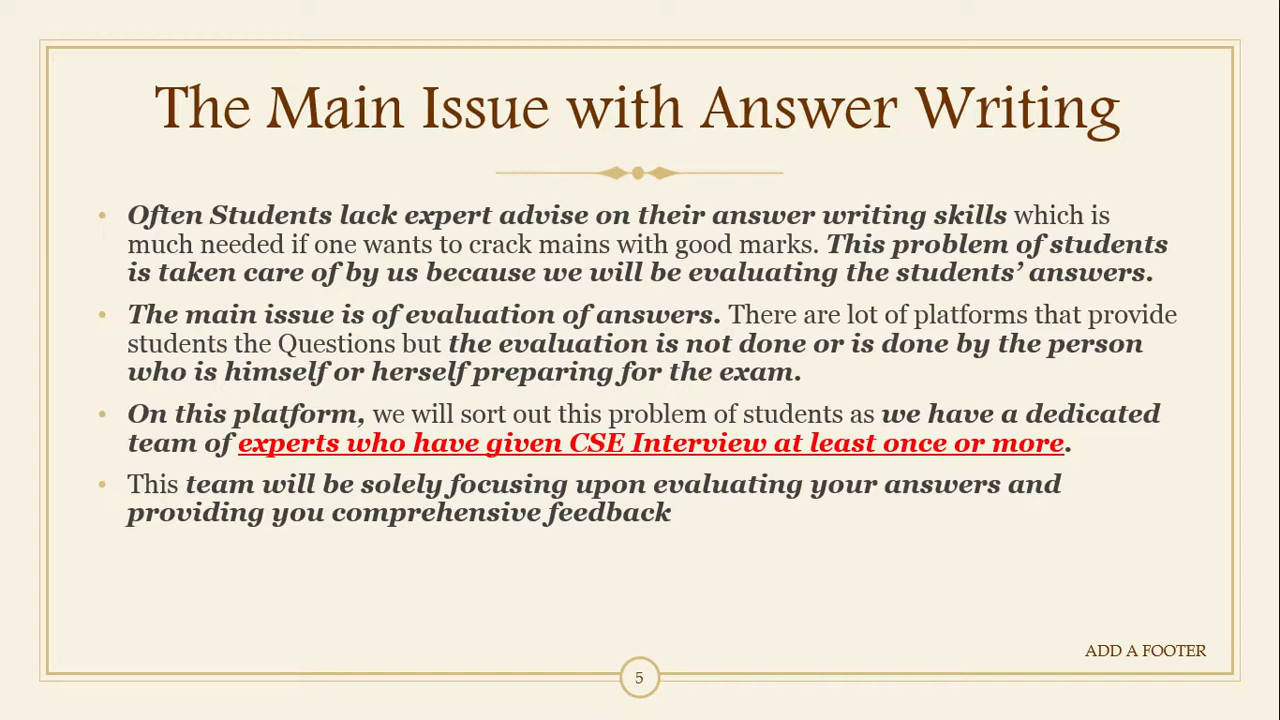 The Main Issue with Answer Writing
• Often Students lack expert advise on their answer writing skills which is
much needed if one wants to crack mains with good marks. This problem of students
is taken care of by us because we will be evaluating the students’ answers.
• The main issue is of evaluation of answers. There are lot of platforms that provide
students the Questions but the evaluation is not done or is done by the person
who is himself or herself preparing for the exam.
• On this platform, we will sort out this problem of students as we have a dedicated
team of experts who have given CSE Interview at least once or more.
• This team will be solely focusing upon evaluating your answers and
providing you comprehensive feedback
ADD A FOOTER
5